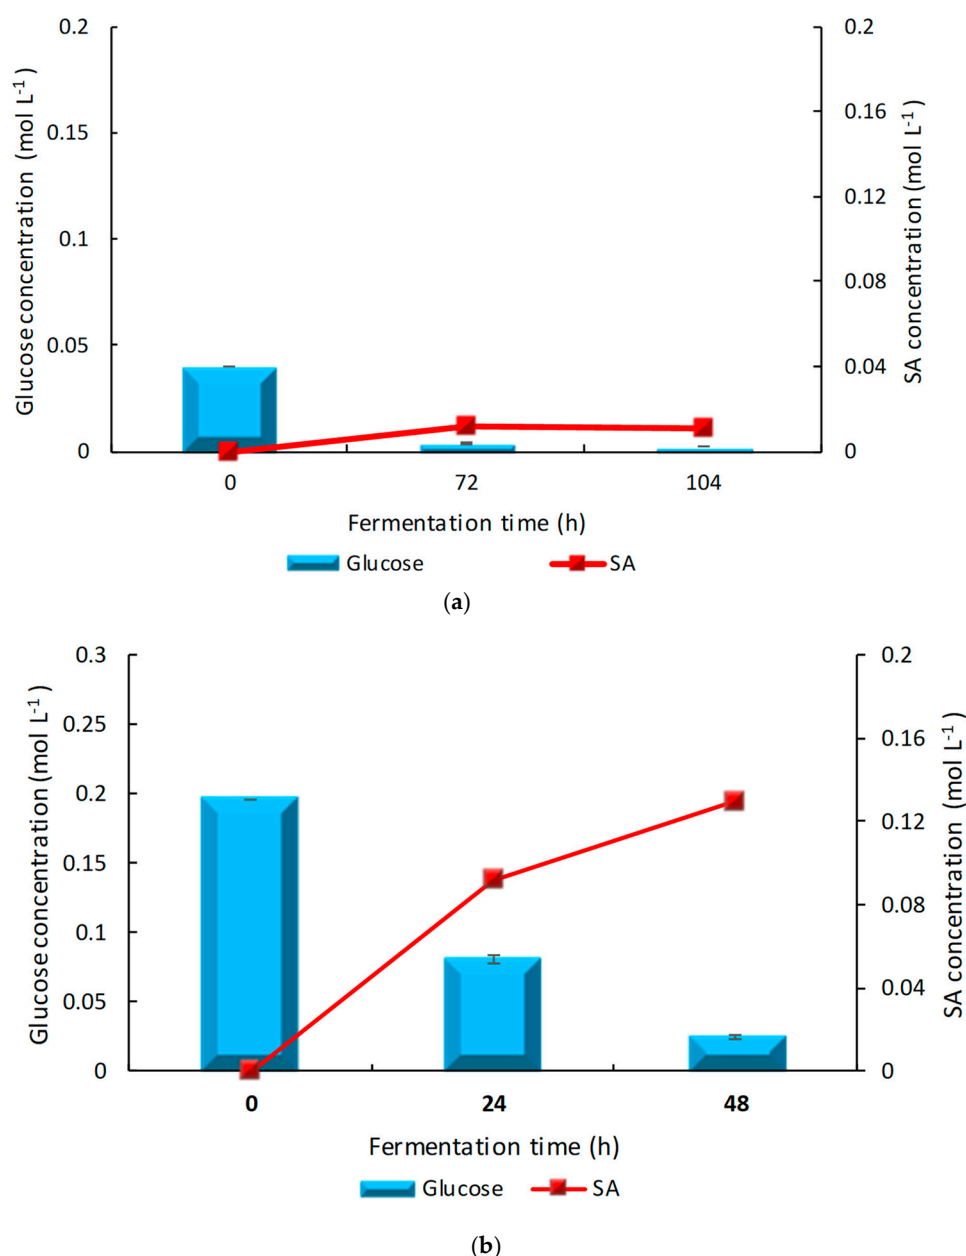 (a)
0.2
0.15
0.1
0.05
0
Glucose concentration (mol L-1)
0.2
0.16
0.12
0.08
0.04
0
SA concentration (mol L-1)
0 72 104
Fermentation time (h)
Glucose SA
(a)
0.3
0.25
0.2
0.15
0.1
0.05
0
Glucose concentration (mol L-1)
0.2
0.16
0.12
0.08
0.04
0
SA concentration (mol L-1)
0 24 48
Fermentation time (h)
Glucose SA
(b)